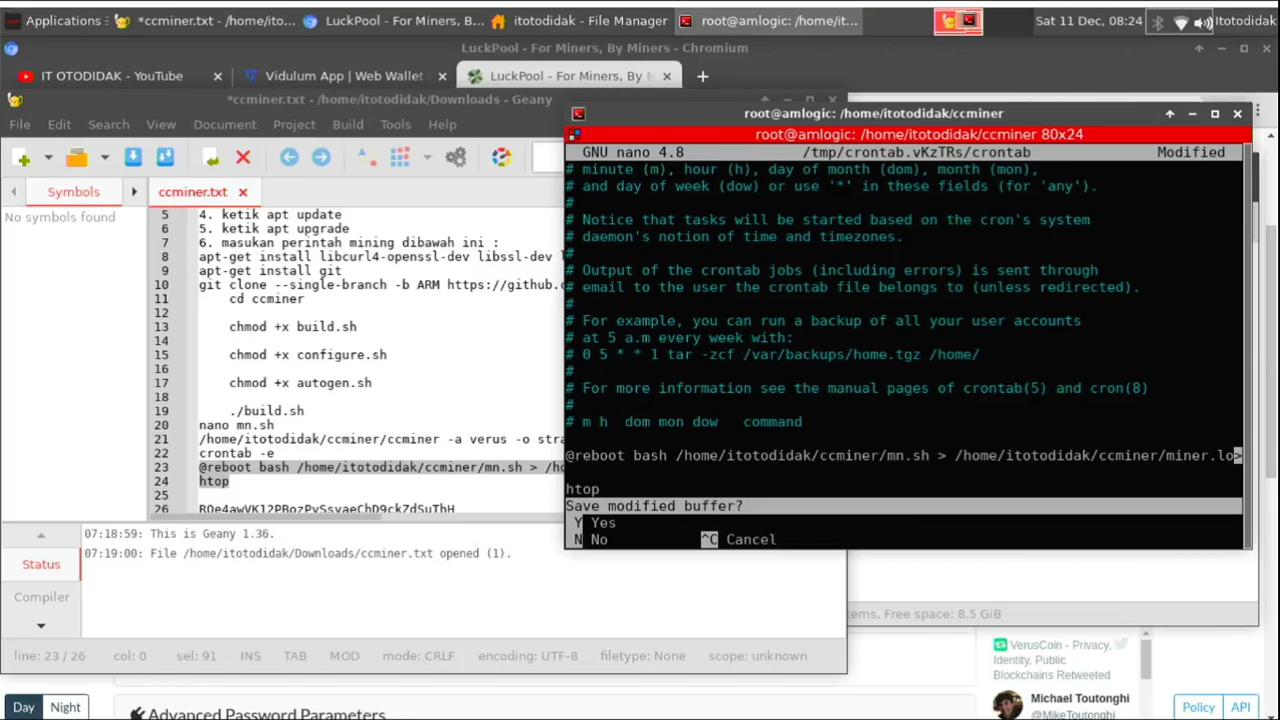 Applications
*ccminer.txt - /home/itoto...
LuckPool - For Miners, By ...
itotodidak - File Manager
root@amlogic: /home/it...
Sat 11 Dec, 08:24
Itotodidak
LuckPool - For Miners, By Miners - Chromium
IT OTODIDAK - YouTube
Vidulum App | Web Wallet
LuckPool - For Miners, By M
*ccminer.txt - /home/itotodidak/Downloads - Geany
File Edit Search View Document Project Build Tools Help
Symbols
ccminer.txt
No symbols found
5 4. ketik apt update
6 5. ketik apt upgrade
7 6. masukan perintah mining dibawah ini :
8 apt-get install libcurl4-openssl-dev libssl-dev
9 apt-get install git
10 git clone --single-branch -b ARM https://github.
11 cd ccminer
12
13 chmod +x build.sh
14
15 chmod +x configure.sh
16
17 chmod +x autogen.sh
18
19 ./build.sh
20 nano mn.sh
21 /home/itotodidak/ccminer/ccminer -a verus -o stra
22 crontab -e
23 @reboot bash /home/itotodidak/ccminer/mn.sh > /ho
24 htop
25
26
Status
Compiler
07:18:59: This is Geany 1.36.
07:19:00: File /home/itotodidak/Downloads/ccminer.txt opened (1).
line: 23 / 26 col: 0 sel: 91 INS TAB mode: CRLF encoding: UTF-8 filetype: None scope: unknown
root@amlogic: /home/itotodidak/ccminer
root@amlogic: /home/itotodidak/ccminer 80x24
GNU nano 4.8 /tmp/crontab.vKzTRs/crontab Modified
# minute (m), hour (h), day of month (dom), month (mon),
# and day of week (dow) or use '*' in these fields (for 'any').
#
# Notice that tasks will be started based on the cron's system
# daemon's notion of time and timezones.
#
# Output of the crontab jobs (including errors) is sent through
# email to the user the crontab file belongs to (unless redirected).
#
# For example, you can run a backup of all your user accounts
# at 5 a.m every week with:
# 0 5 * * 1 tar -zcf /var/backups/home.tgz /home/
#
# For more information see the manual pages of crontab(5) and cron(8)
#
# m h dom mon dow command
@reboot bash /home/itotodidak/ccminer/mn.sh > /home/itotodidak/ccminer/miner.lo>
htop
Save modified buffer?
Y Yes
N No ^C Cancel
ems, Free space: 8.5 GiB
VerusCoin - Privacy,
Identity, Public
Blockchains Retweeted
Michael Toutonghi
@MikeToutonghi
Day Night
Advanced Password Parameters
Policy API